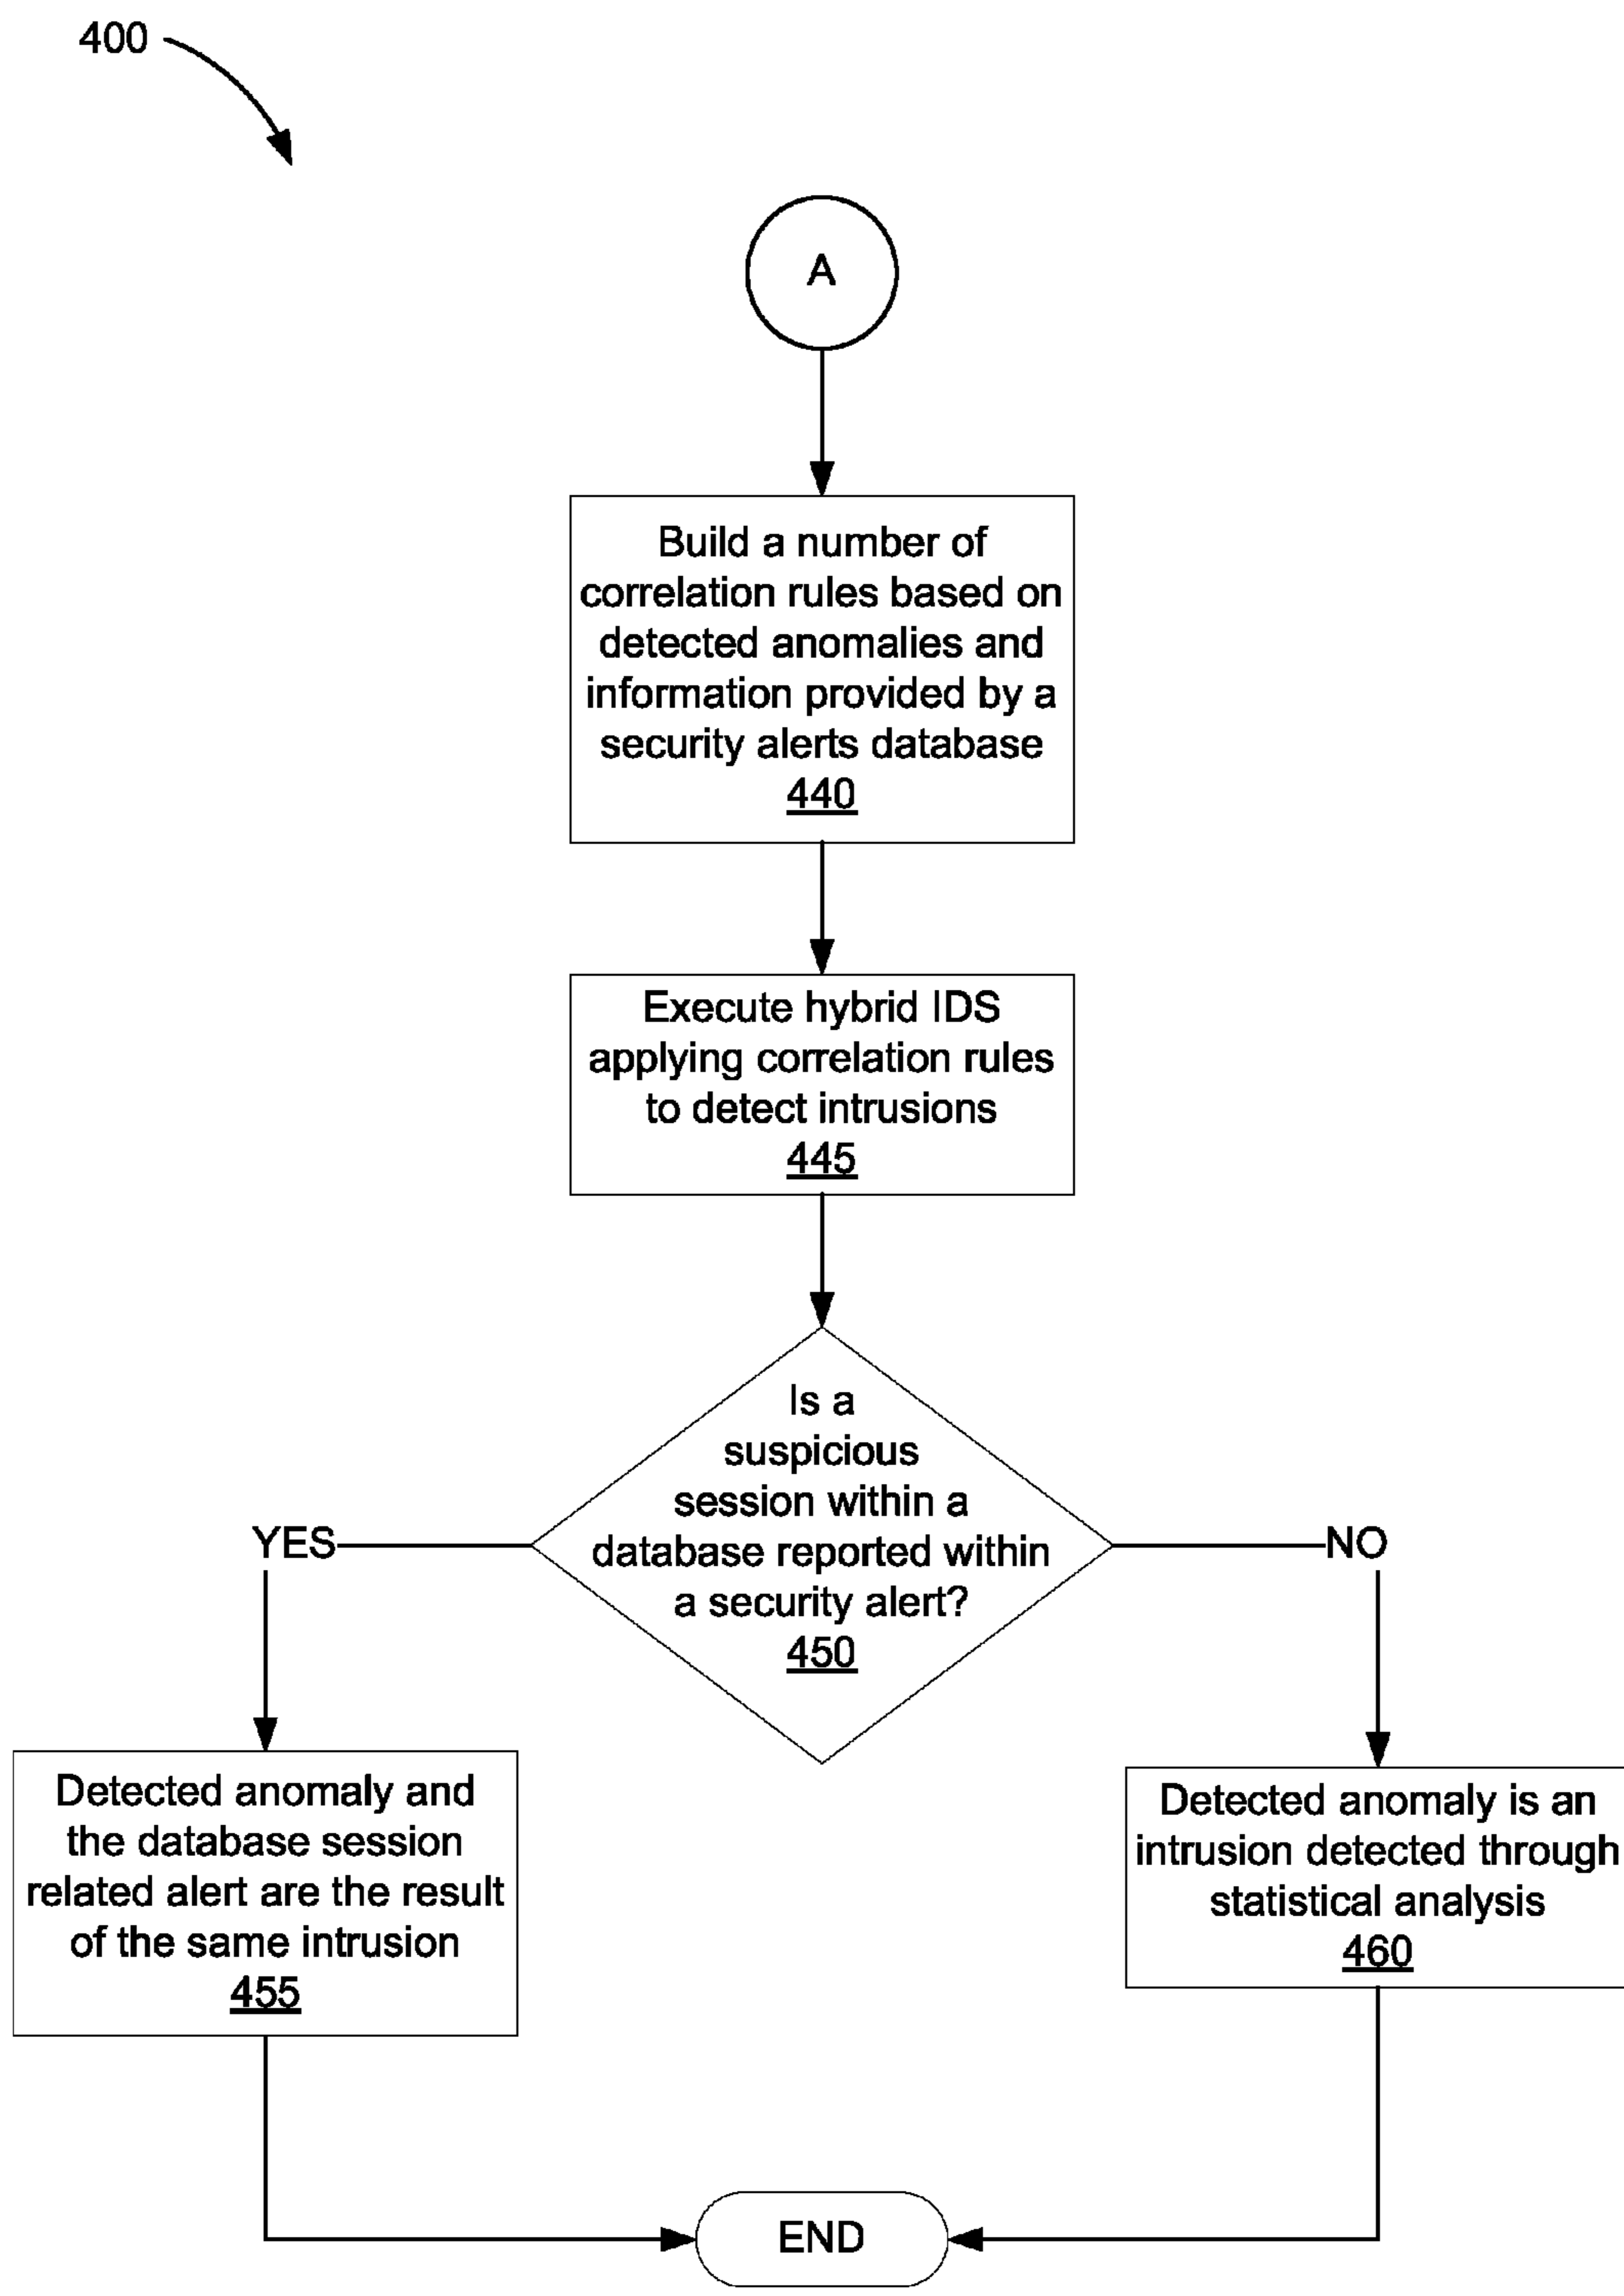 400
A
Build a number of
correlation rules based on
detected anomalies and
information provided by a
security alerts database
440
Execute hybrid IDS
applying correlation rules
to detect intrusions
445
Is a
suspicious
session within a
database reported within
a security alert?
450
YES
NO
Detected anomaly and
the database session
related alert are the result
of the same intrusion
455
Detected anomaly is an
intrusion detected through
statistical analysis
460
END